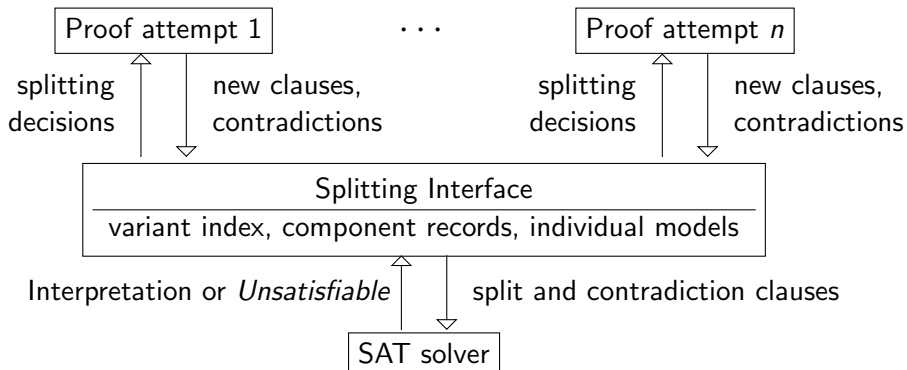 Proof attempt 1
· · ·
Proof attempt n
splitting decisions
new clauses, contradictions
splitting decisions
new clauses, contradictions
Splitting Interface
variant index, component records, individual models
Interpretation or Unsatisfiable
split and contradiction clauses
SAT solver